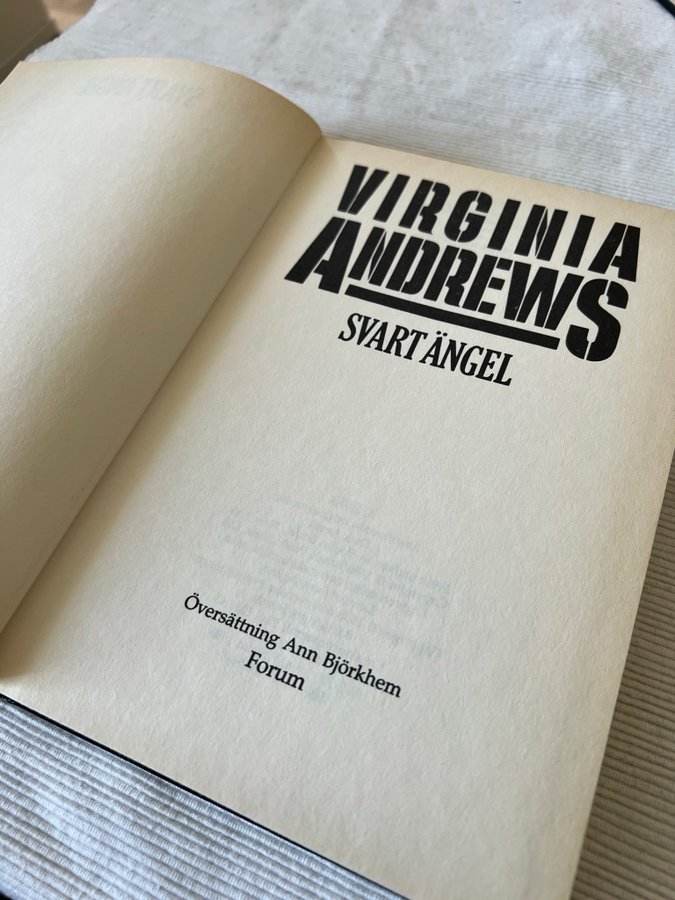 VIRGINIA
ANDREWS
SVART ÄNGEL
Översättning Ann Björkhem
Forum